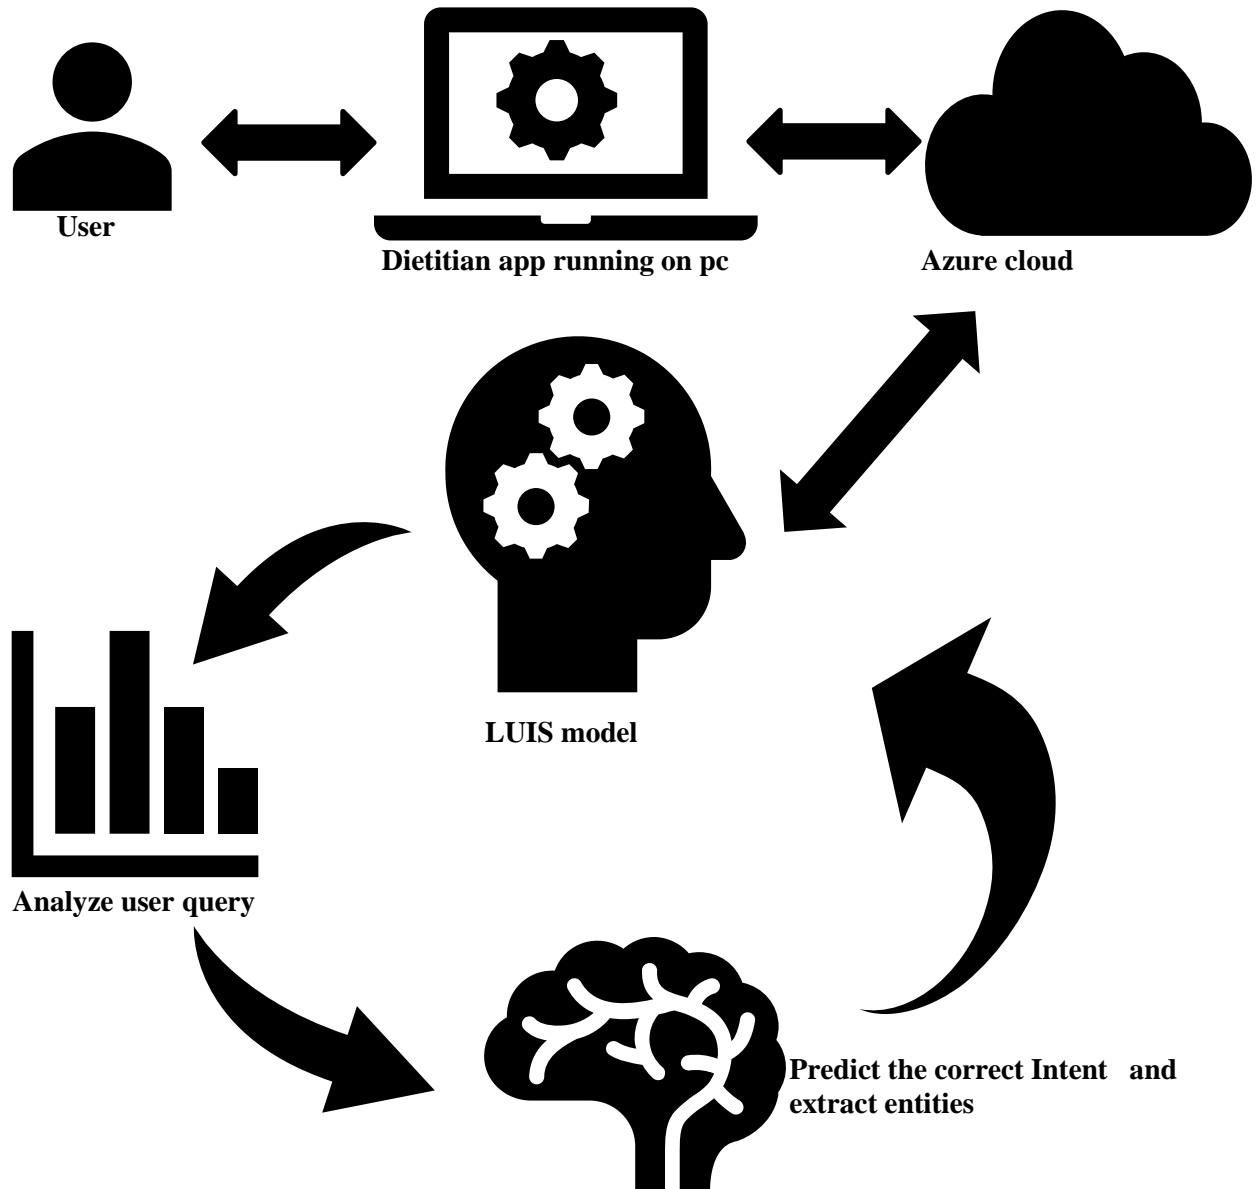 User
Dietitian app running on pc
Azure cloud
LUIS model
Analyze user query
Predict the correct Intent and
extract entities